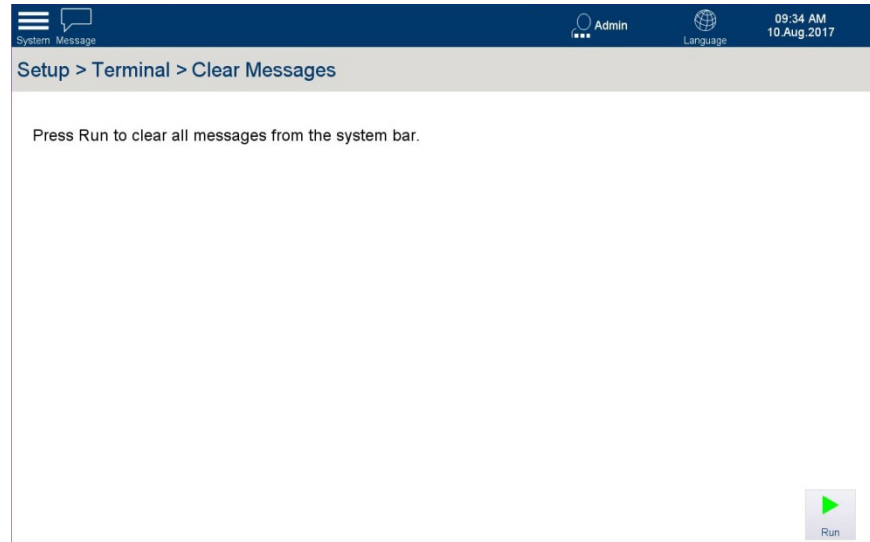 System Message
Admin
Language
09:34 AM
10.Aug.2017
Setup > Terminal > Clear Messages
Press Run to clear all messages from the system bar.
Run